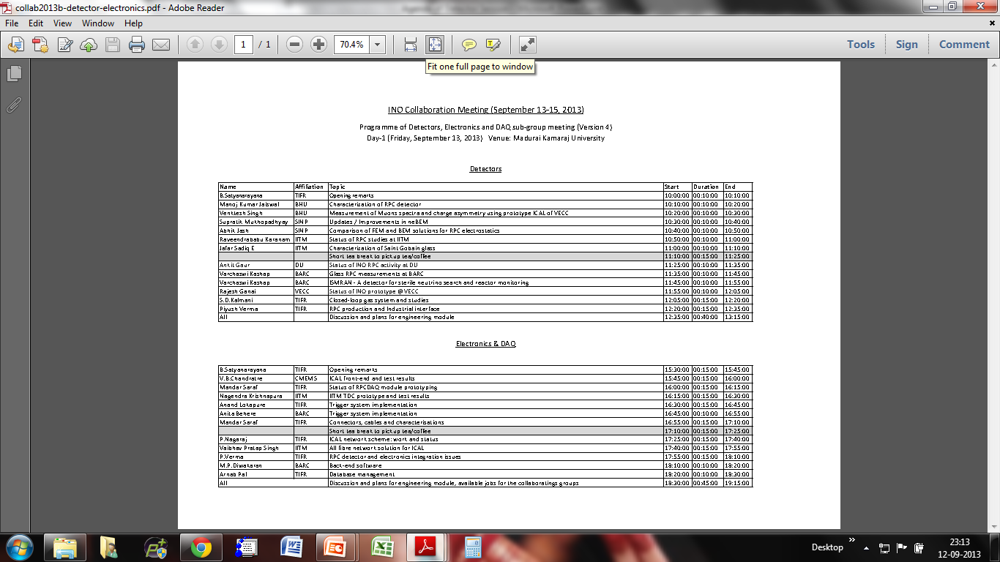 collab2013b-detector-electronics.pdf - Adobe Reader
File Edit View Window Help
1 / 1 70.4% Tools Sign Comment
Fit one full page to window
INO Collaboration Meeting (September 13-15, 2013)
Programme of Detectors, Electronics and DAQ sub-group meeting (Version 4)
Day-1 (Friday, September 13, 2013) Venue: Madurai Kamaraj University
Detectors
Name Affiliation Topic Start Duration End
B.Satyanarayana TIFR Opening remarks 10:00:00 00:10:00 10:10:00
Manoj Kumar Jaiswal BHU Characterization of RPC detector 10:10:00 00:10:00 10:20:00
Venktesh Singh BHU Measurement of Muons spectra and charge asymmetry using prototype ICAL of VECC 10:20:00 00:10:00 10:30:00
Supratik Mukhopadhyay SINP Updates / Improvements in neBEM 10:30:00 00:10:00 10:40:00
Abhik Jash SINP Comparison of FEM and BEM solutions for RPC electrostatics 10:40:00 00:10:00 10:50:00
Raveendrababu Karanam IITM Status of RPC studies at IITM 10:50:00 00:10:00 11:00:00
Jafar Sadiq E IITM Characterization of Saint Gobain glass 11:00:00 00:10:00 11:10:00
Short tea break to pickup tea/coffee 11:10:00 00:15:00 11:25:00
Ankit Gaur DU Status of INO RPC activity at DU 11:25:00 00:10:00 11:35:00
Varchaswi Kashap BARC Glass RPC measurements at BARC 11:35:00 00:10:00 11:45:00
Varchaswi Kashap BARC ISMRAN - A detector for sterile neutrino search and reactor monitoring 11:45:00 00:10:00 11:55:00
Rajesh Ganai VECC Status of INO prototype @ VECC 11:55:00 00:10:00 12:05:00
S.D.Kalmani TIFR Closed-loop gas system and studies 12:05:00 00:15:00 12:20:00
Piyush Verma TIFR RPC production and Industrial interface 12:20:00 00:15:00 12:35:00
All Discussion and plans for engineering module 12:35:00 00:40:00 13:15:00
Electronics & DAQ
B.Satyanarayana TIFR Opening remarks 15:30:00 00:15:00 15:45:00
V.B.Chandratre CMEMS ICAL front-end and test results 15:45:00 00:15:00 16:00:00
Mandar Saraf TIFR Status of RPCDAQ module prototyping 16:00:00 00:15:00 16:15:00
Nagendra Krishnapura IITM IITM TDC prototype and test results 16:15:00 00:15:00 16:30:00
Anand Lokapure TIFR Trigger system implementation 16:30:00 00:15:00 16:45:00
Anita Behere BARC Trigger system implementation 16:45:00 00:10:00 16:55:00
Mandar Saraf TIFR Connectors, cables and characterisations 16:55:00 00:15:00 17:10:00
Short tea break to pickup tea/coffee 17:10:00 00:15:00 17:25:00
P.Nagaraj TIFR ICAL network scheme: work and status 17:25:00 00:15:00 17:40:00
Vaibhav Pratap Singh IITM All fibre network solution for ICAL 17:40:00 00:15:00 17:55:00
P.Verma TIFR RPC detector and electronics integration issues 17:55:00 00:15:00 18:10:00
M.P.Diwakaran BARC Back-end software 18:10:00 00:10:00 18:20:00
Arnab Pal TIFR Database management 18:20:00 00:10:00 18:30:00
All Discussion and plans for engineering module, available jobs for the collaboratings groups 18:30:00 00:45:00 19:15:00
Desktop 23:13
12-09-2013